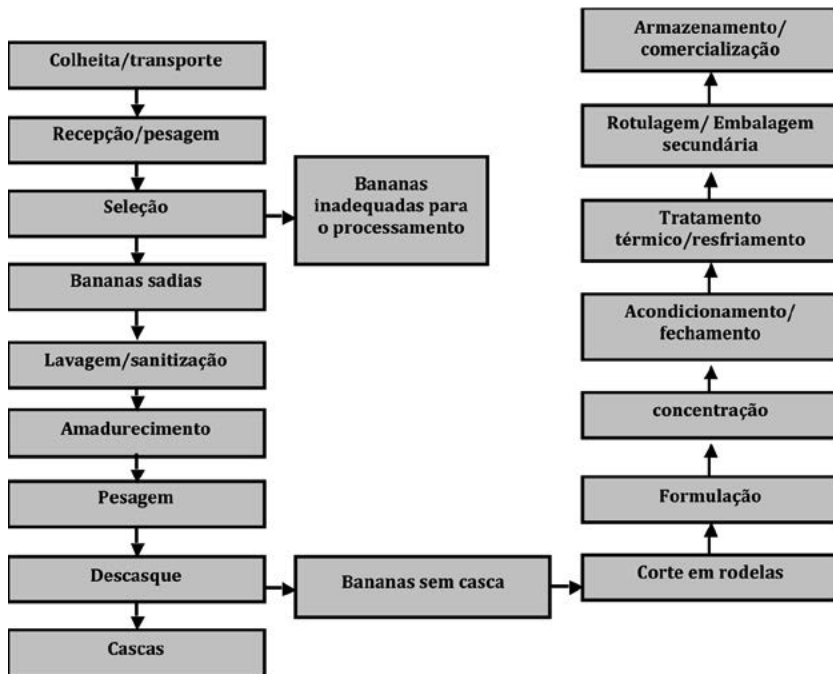 Colheita/transporte
Recepção/pesagem
Seleção
Bananas
inadequadas para
o processamento
Bananas sadias
Lavagem/sanitização
Amadurecimento
Pesagem
Descasque
Cascas
Bananas sem casca
Corte em rodelas
Formulação
concentração
Acondicionamento/
fechamento
Tratamento
térmico/resfriamento
Rotulagem/ Embalagem
secundária
Armazenamento/
comercialização